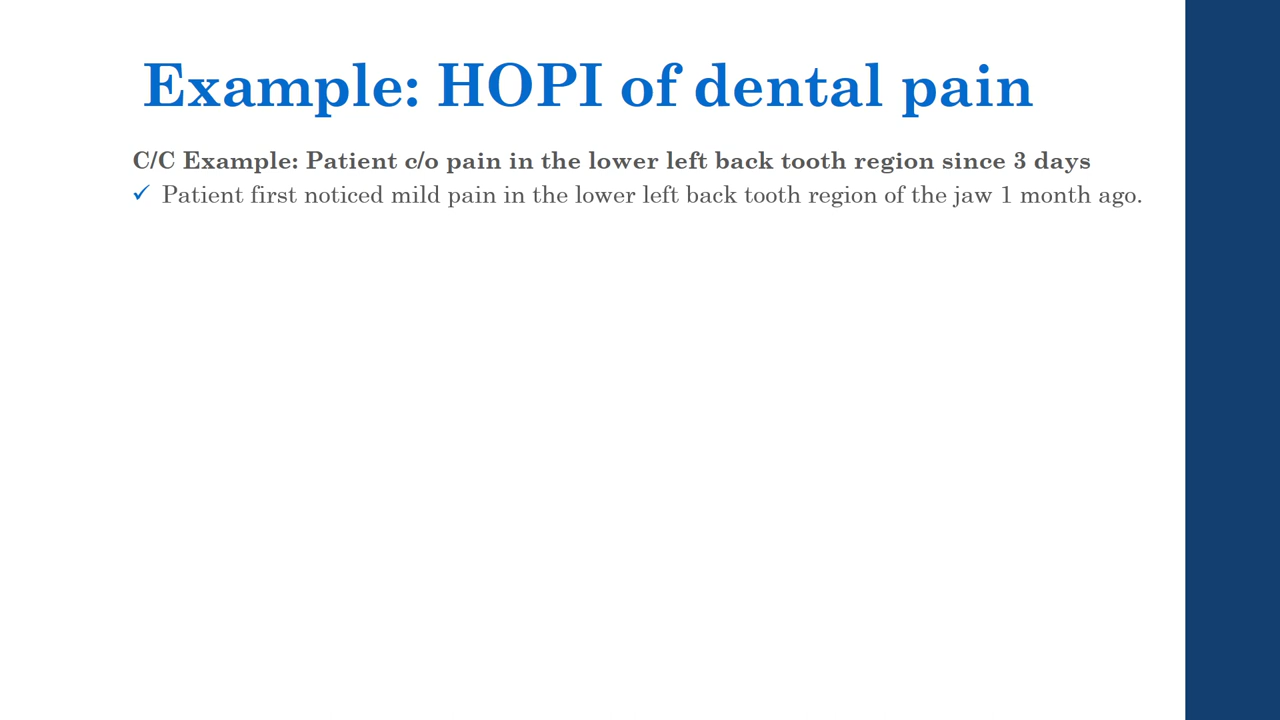 Example: HOPI of dental pain
C/C Example: Patient c/o pain in the lower left back tooth region since 3 days
✓ Patient first noticed mild pain in the lower left back tooth region of the jaw 1 month ago.